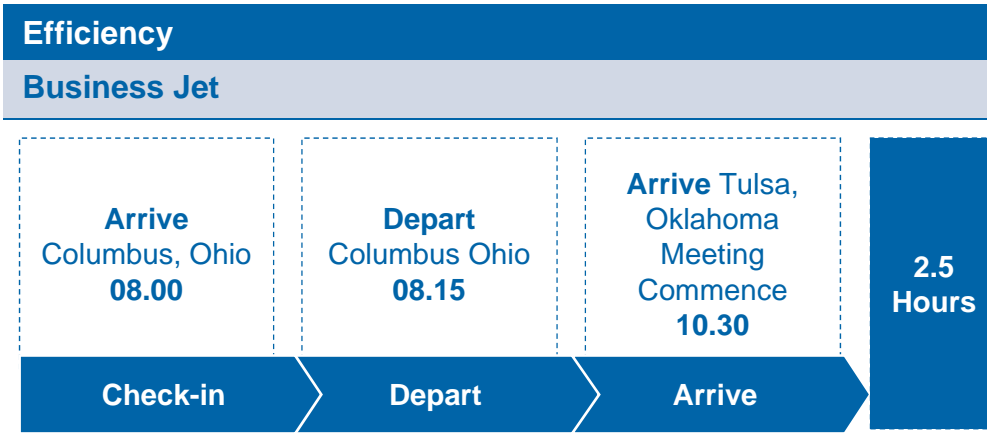 Efficiency
Business Jet
Arrive
Columbus, Ohio
08.00
Depart
Columbus Ohio
08.15
Arrive Tulsa,
Oklahoma
Meeting
Commence
10.30
2.5
Hours
Check-in
Depart
Arrive